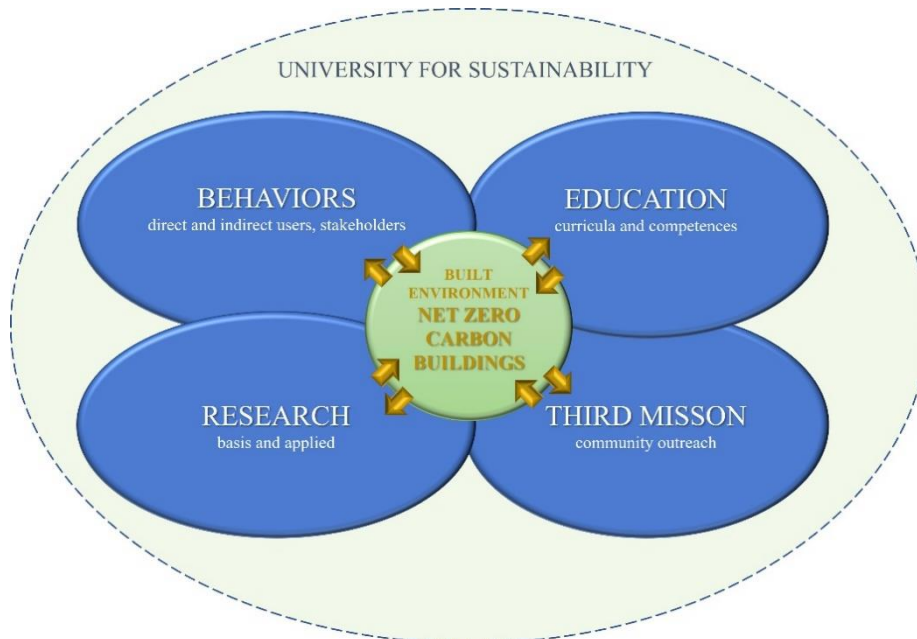 UNIVERSITY FOR SUSTAINABILITY
BEHAVIORS
direct and indirect users, stakeholders
EDUCATION
curricula and competences
BUILT
ENVIRONMENT
NET ZERO
CARBON
BUILDINGS
RESEARCH
basis and applied
THIRD MISSON
community outreach